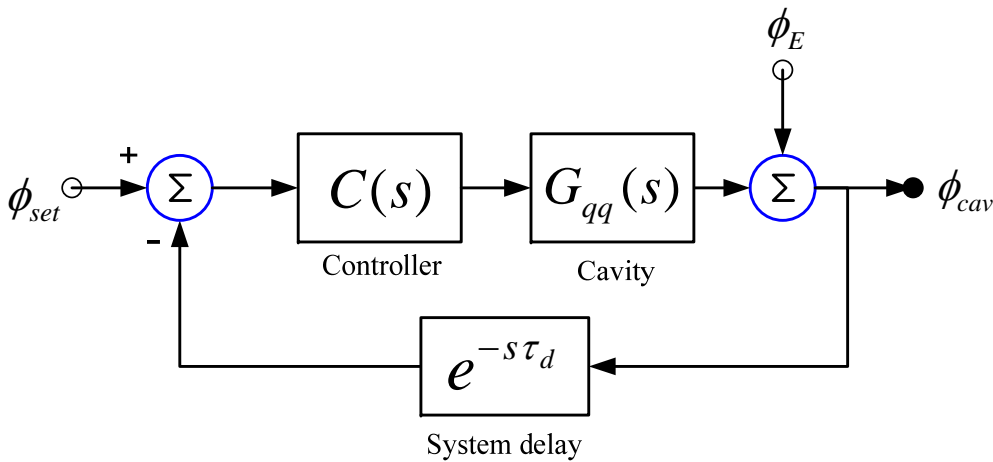 ϕ_E
+
ϕ_set
Σ
C(s)
G_qq(s)
Σ
ϕ_cav
-
Controller
Cavity
e^{-sτ_d}
System delay